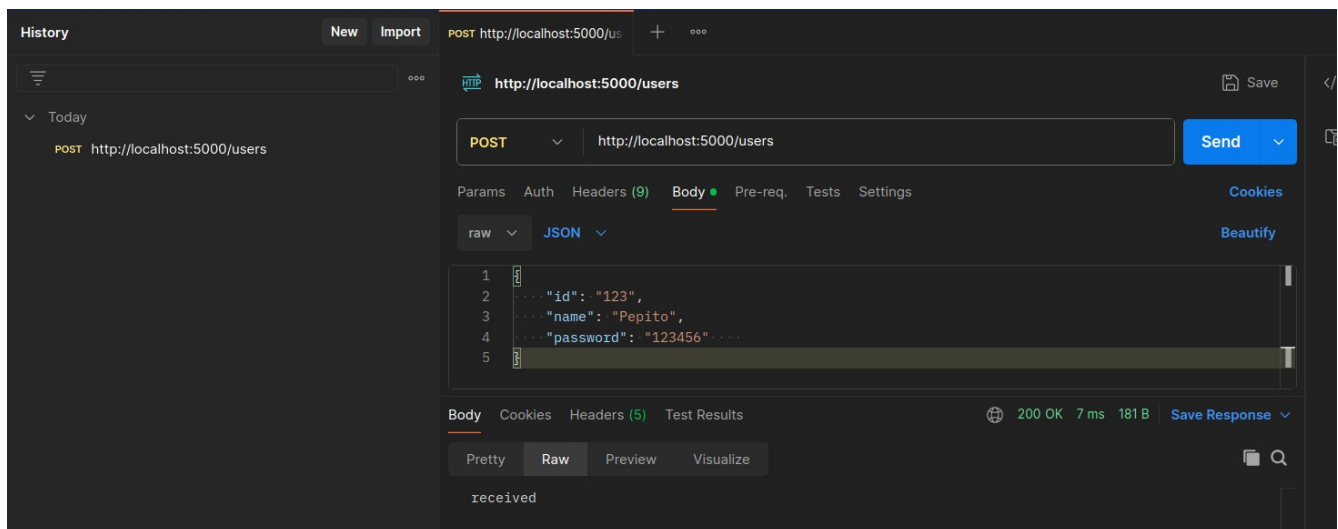 History New Import
Today
POST http://localhost:5000/users
POST http://localhost:5000/us
HTTP http://localhost:5000/users Save
POST http://localhost:5000/users Send
Params Auth Headers (9) Body Pre-req. Tests Settings Cookies
raw JSON Beautify
1 {
2 "id": "123",
3 "name": "Pepito",
4 "password": "123456"
5 }
Body Cookies Headers (5) Test Results 200 OK 7 ms 181 B Save Response
Pretty Raw Preview Visualize
received